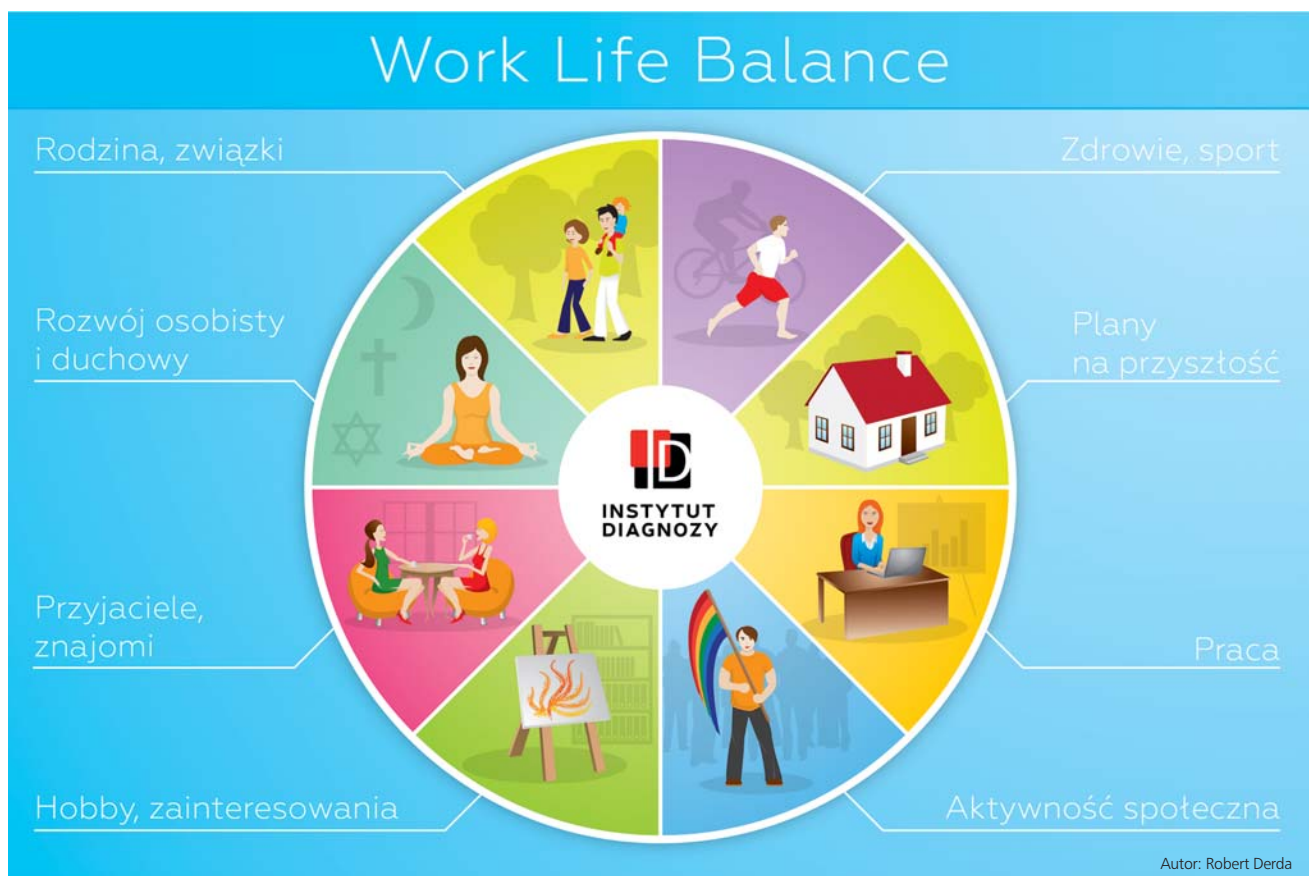 Work Life Balance
Rodzina, związki
Zdrowie, sport
Rozwój osobisty
i duchowy
Plany
na przyszłość
ID
INSTYTUT
DIAGNOZY
Przyjaciele,
znajomi
Praca
Hobby, zainteresowania
Aktywność społeczna
Autor: Robert Derda